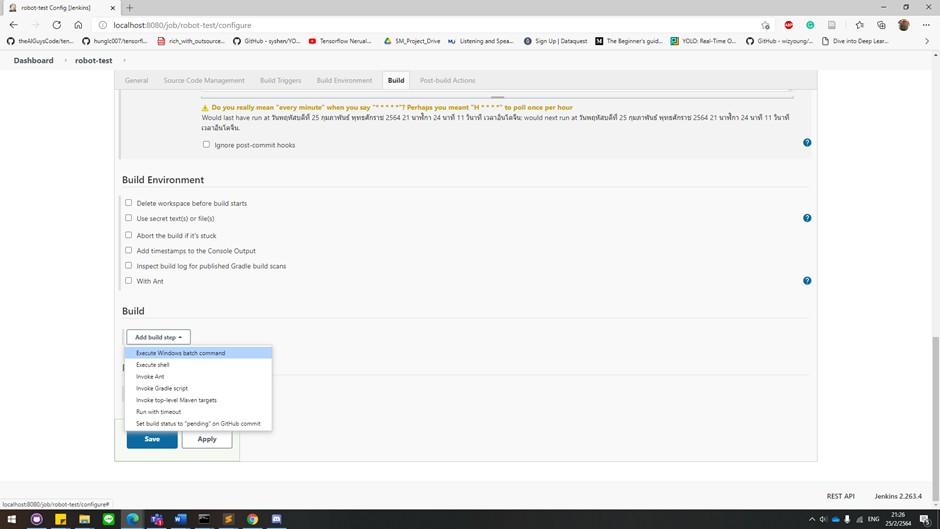 robot-test Config [Jenkins]
localhost:8080/job/robot-test/configure
theAIGuysCode/ten...
hunglc007/tensorfl...
rich_with_outsource...
GitHub - syshen/YO...
Tensorflow Nerual...
SM_Project_Drive
Listening and Spea...
Sign Up | Dataquest
The Beginner's guid...
YOLO: Real-Time O...
GitHub - wizyoung/...
Dive into Deep Lear...
Dashboard
robot-test
General
Source Code Management
Build Triggers
Build Environment
Build
Post-build Actions
Do you really mean "every minute" when you say "* * * * *"? Perhaps you meant "H * * * *" to poll once per hour
Would last have run at วันพฤหัสบดีที่ 25 กุมภาพันธ์ พุทธศักราช 2564 21 นาฬิกา 24 นาที 11 วินาที เวลาอินโดจีน; would next run at วันพฤหัสบดีที่ 25 กุมภาพันธ์ พุทธศักราช 2564 21 นาฬิกา 24 นาที 11 วินาที
เวลาอินโดจีน.
Ignore post-commit hooks
Build Environment
Delete workspace before build starts
Use secret text(s) or file(s)
Abort the build if it's stuck
Add timestamps to the Console Output
Inspect build log for published Gradle build scans
With Ant
Build
Add build step
Execute Windows batch command
Execute shell
Invoke Ant
Invoke Gradle script
Invoke top-level Maven targets
Run with timeout
Set build status to "pending" on GitHub commit
Save
Apply
REST API
Jenkins 2.263.4
localhost:8080/job/robot-test/configure#
ENG
21:26
25/2/2564